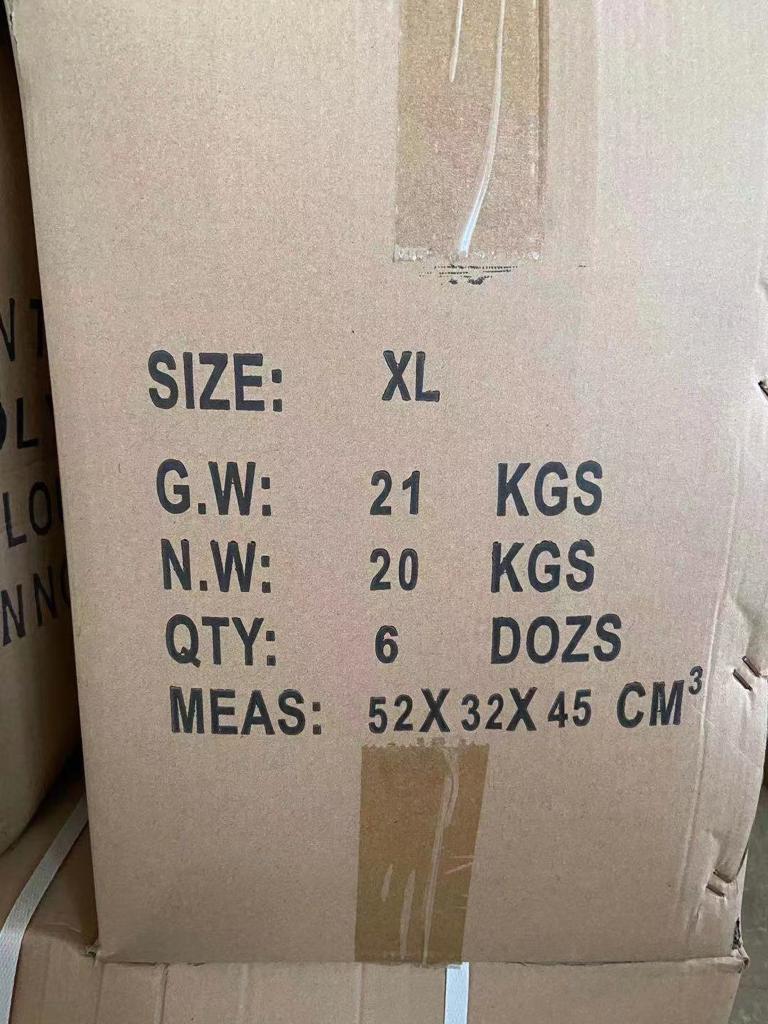 SIZE: XL
G.W: 21 KGS
N.W: 20 KGS
QTY: 6 DOZS
MEAS: 52X32X45 CM³